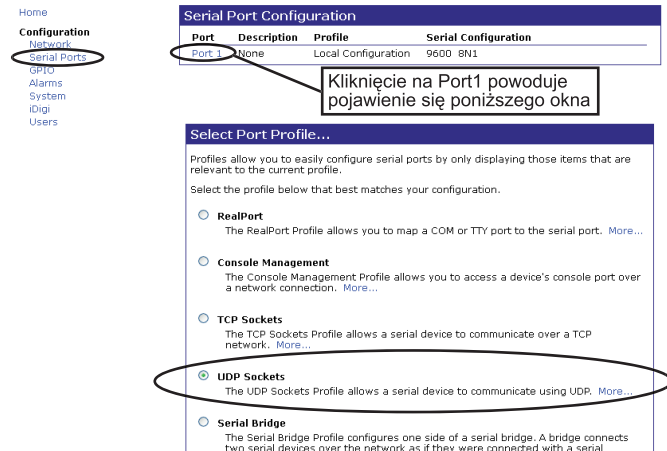 Home
Configuration
Network
Serial Ports
GPIO
Alarms
System
iDigi
Users
Serial Port Configuration
Port Description Profile Serial Configuration
Port 1 None Local Configuration 9600 8N1
Kliknięcie na Port1 powoduje
pojawienie się poniższego okna
Select Port Profile...
Profiles allow you to easily configure serial ports by only displaying those items that are
relevant to the current profile.
Select the profile below that best matches your configuration.
RealPort
The RealPort Profile allows you to map a COM or TTY port to the serial port. More...
Console Management
The Console Management Profile allows you to access a device's console port over
a network connection. More...
TCP Sockets
The TCP Sockets Profile allows a serial device to communicate over a TCP
network. More...
UDP Sockets
The UDP Sockets Profile allows a serial device to communicate using UDP. More...
Serial Bridge
The Serial Bridge Profile configures one side of a serial bridge. A bridge connects
two serial devices over the network as if they were connected with a serial